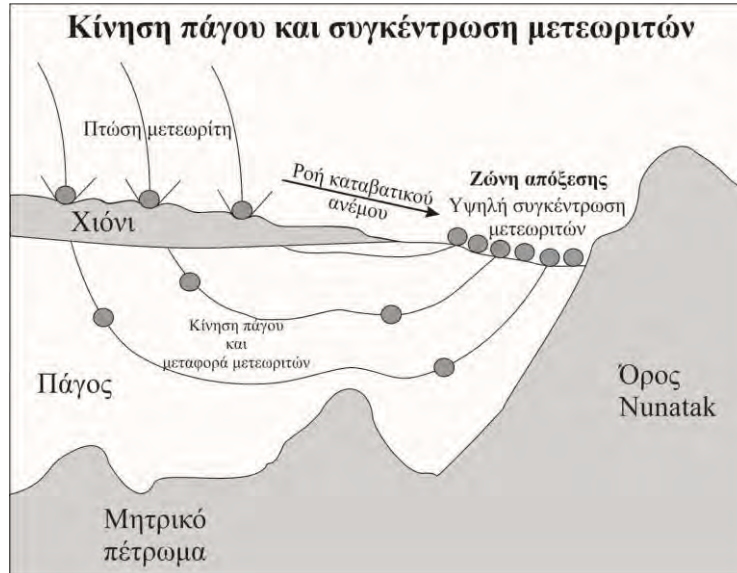 Κίνηση πάγου και συγκέντρωση μετεωριτών
Πτώση μετεωρίτη
Ροή καταβατικού
ανέμου
Ζώνη απόξεσης
Υψηλή συγκέντρωση
μετεωριτών
Χιόνι
Κίνηση πάγου
και
μεταφορά μετεωριτών
Πάγος
Όρος
Nunatak
Μητρικό
πέτρωμα